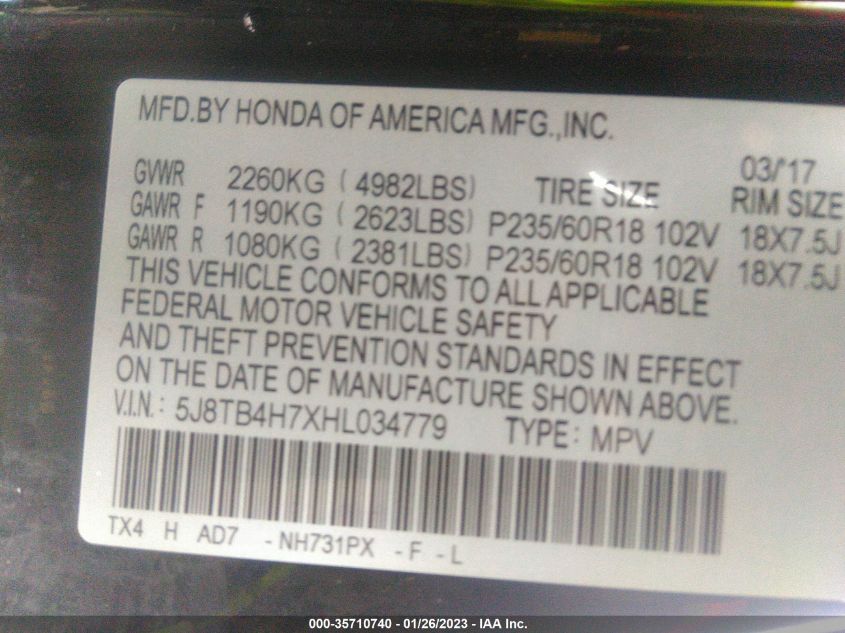 MFD.BY HONDA OF AMERICA MFG.,INC.
03/'17
GVWR 2260KG ( 4982LBS) TIRE SIZE RIM SIZE
GAWR F 1190KG ( 2623LBS) P235/60R18 102V 18X7.5J
GAWR R 1080KG ( 2381LBS) P235/60R18 102V 18X7.5J
THIS VEHICLE CONFORMS TO ALL APPLICABLE
FEDERAL MOTOR VEHICLE SAFETY
AND THEFT PREVENTION STANDARDS IN EFFECT
ON THE DATE OF MANUFACTURE SHOWN ABOVE.
V.I.N.: 5J8TB4H7XHL034779 TYPE: MPV
TX4 H AD7 -NH731PX -F -L
000-35710740 - 01/26/2023 - IAA Inc.